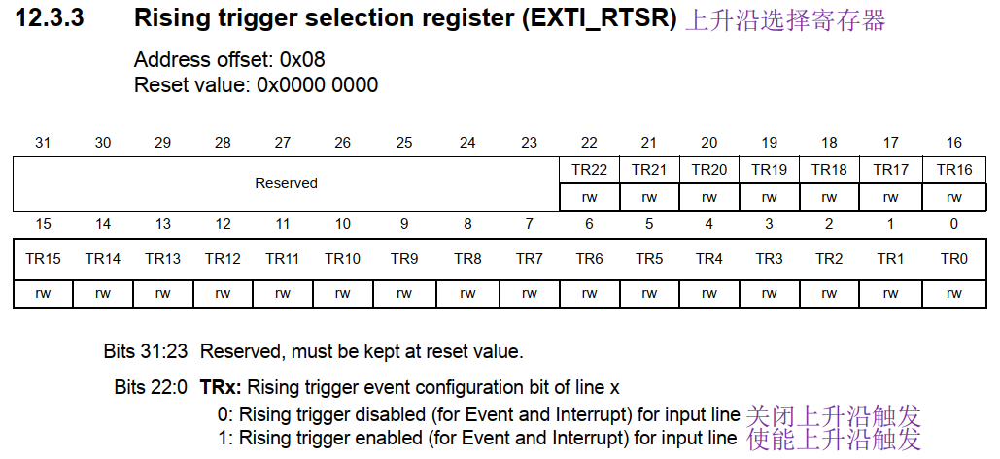 12.3.3 Rising trigger selection register (EXTI_RTSR) 上升沿选择寄存器
Address offset: 0x08
Reset value: 0x0000 0000
31 30 29 28 27 26 25 24 23 22 21 20 19 18 17 16
Reserved TR22 TR21 TR20 TR19 TR18 TR17 TR16
rw rw rw rw rw rw rw
15 14 13 12 11 10 9 8 7 6 5 4 3 2 1 0
TR15 TR14 TR13 TR12 TR11 TR10 TR9 TR8 TR7 TR6 TR5 TR4 TR3 TR2 TR1 TR0
rw rw rw rw rw rw rw rw rw rw rw rw rw rw rw rw
Bits 31:23 Reserved, must be kept at reset value.
Bits 22:0 TRx: Rising trigger event configuration bit of line x
0: Rising trigger disabled (for Event and Interrupt) for input line 关闭上升沿触发
1: Rising trigger enabled (for Event and Interrupt) for input line 使能上升沿触发